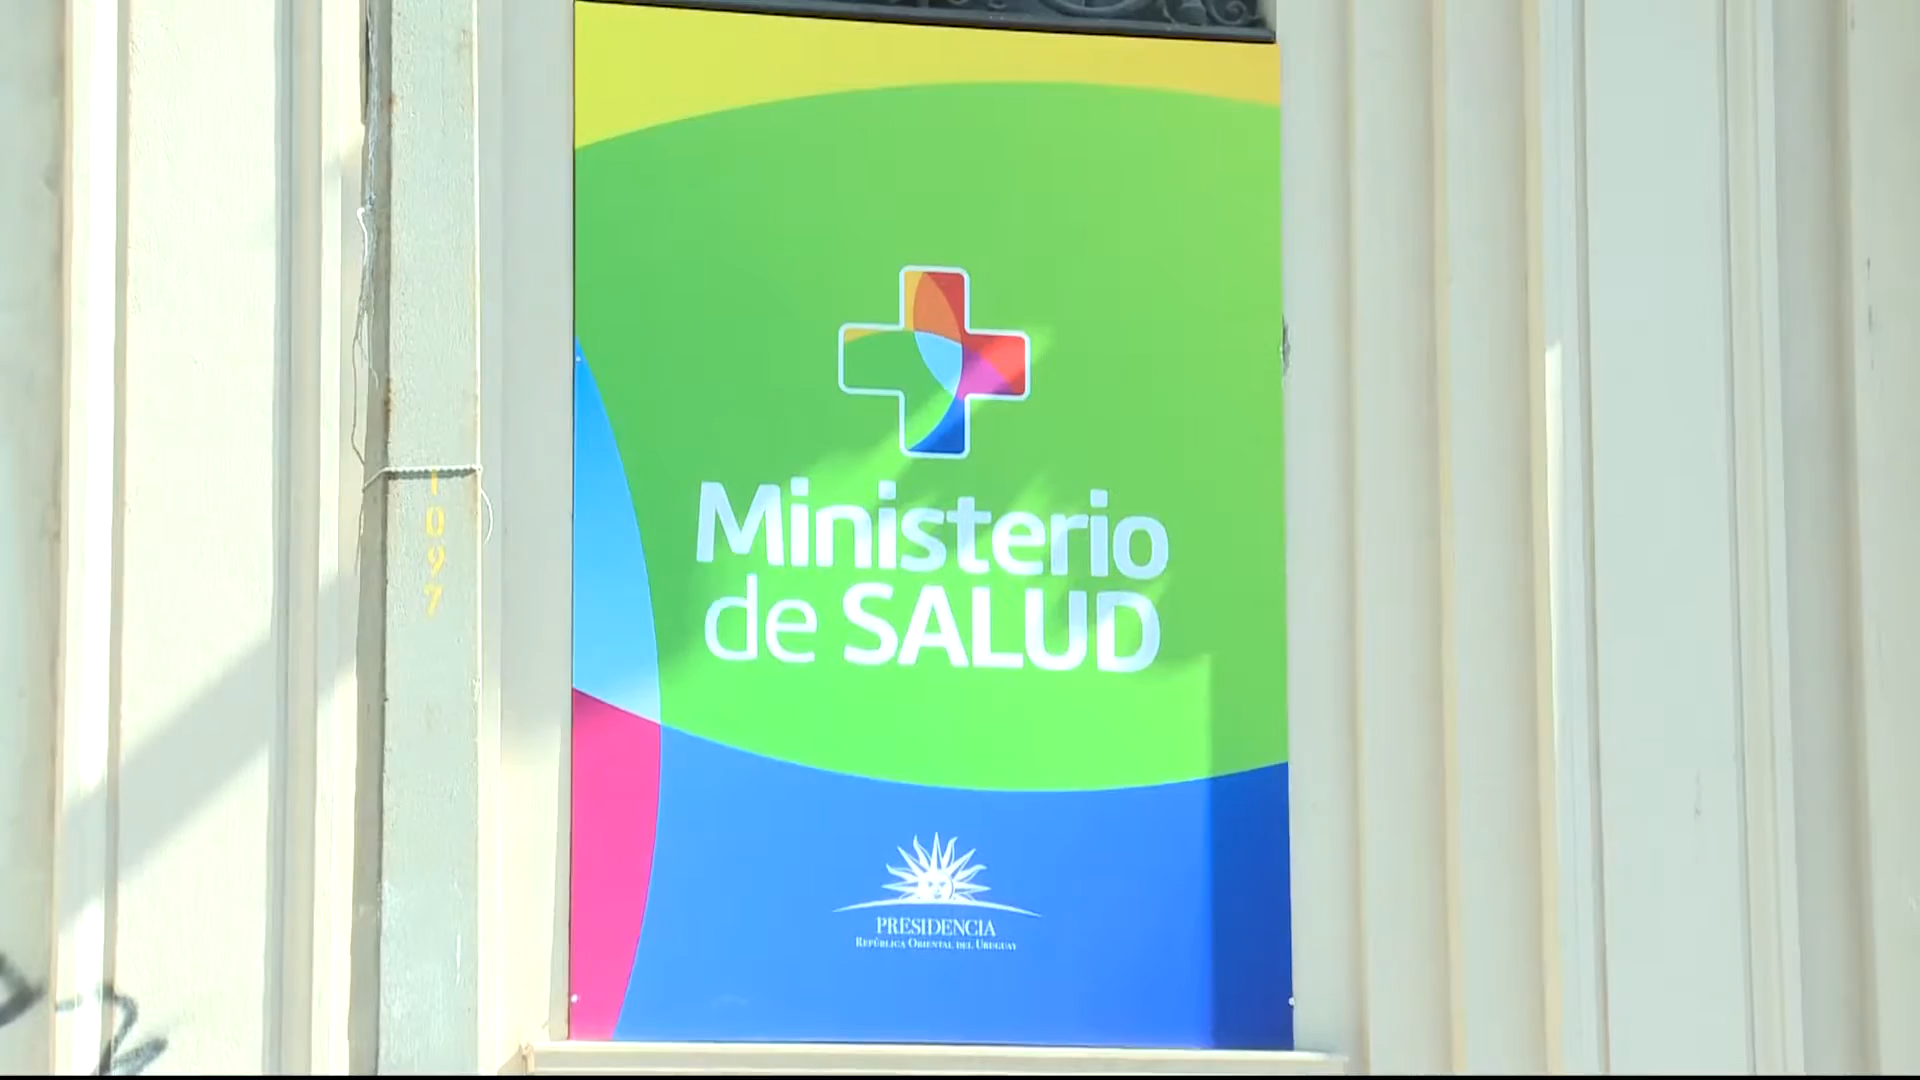 1097
Ministerio
de SALUD
PRESIDENCIA
REPÚBLICA ORIENTAL DEL URUGUAY